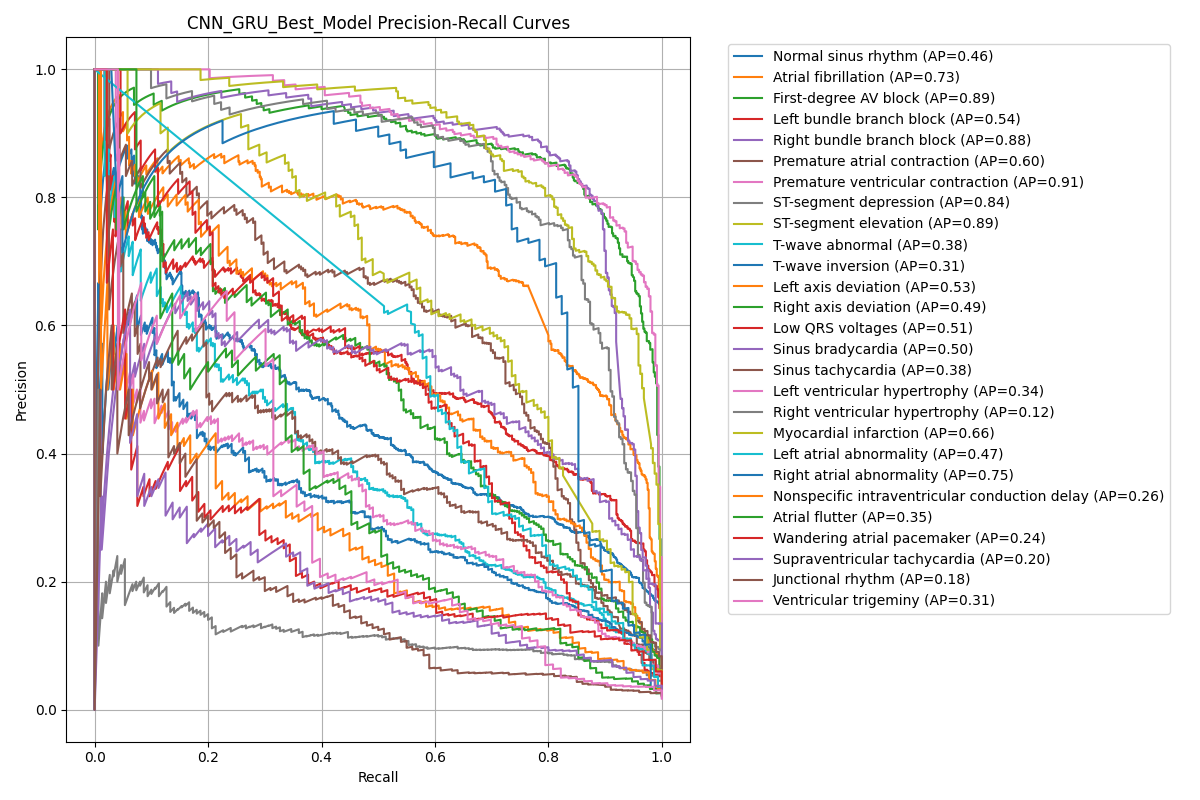 CNN_GRU_Best_Model Precision-Recall Curves
1.0
0.8
0.6
0.4
0.2
0.0
Precision
0.0 0.2 0.4 0.6 0.8 1.0
Recall
Normal sinus rhythm (AP=0.46)
Atrial fibrillation (AP=0.73)
First-degree AV block (AP=0.89)
Left bundle branch block (AP=0.54)
Right bundle branch block (AP=0.88)
Premature atrial contraction (AP=0.60)
Premature ventricular contraction (AP=0.91)
ST-segment depression (AP=0.84)
ST-segment elevation (AP=0.89)
T-wave abnormal (AP=0.38)
T-wave inversion (AP=0.31)
Left axis deviation (AP=0.53)
Right axis deviation (AP=0.49)
Low QRS voltages (AP=0.51)
Sinus bradycardia (AP=0.50)
Sinus tachycardia (AP=0.38)
Left ventricular hypertrophy (AP=0.34)
Right ventricular hypertrophy (AP=0.12)
Myocardial infarction (AP=0.66)
Left atrial abnormality (AP=0.47)
Right atrial abnormality (AP=0.75)
Nonspecific intraventricular conduction delay (AP=0.26)
Atrial flutter (AP=0.35)
Wandering atrial pacemaker (AP=0.24)
Supraventricular tachycardia (AP=0.20)
Junctional rhythm (AP=0.18)
Ventricular trigeminy (AP=0.31)